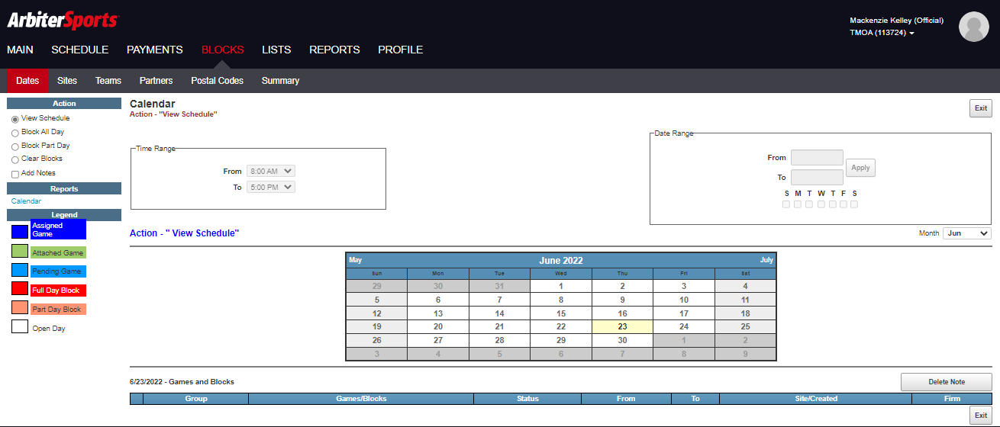 ArbiterSports
Mackenzie Kelley (Official)
TMOA (113724)
MAIN SCHEDULE PAYMENTS BLOCKS LISTS REPORTS PROFILE
Dates Sites Teams Partners Postal Codes Summary
Action
View Schedule
Block All Day
Block Part Day
Clear Blocks
Add Notes
Reports
Calendar
Legend
Assigned
Game
Attached Game
Pending Game
Full Day Block
Part Day Block
Open Day
Calendar
Action - "View Schedule"
Exit
Time Range
From 8:00 AM
To 5:00 PM
Date Range
From
Apply
To
S M T W T F S
Action - " View Schedule"
Month Jun
May June 2022 July
Sun Mon Tue Wed Thu Fri Sat
29 30 31 1 2 3 4
5 6 7 8 9 10 11
12 13 14 15 16 17 18
19 20 21 22 23 24 25
26 27 28 29 30 1 2
3 4 5 6 7 8 9
6/23/2022 - Games and Blocks
Delete Note
Group Games/Blocks Status From To Site/Created Firm
Exit